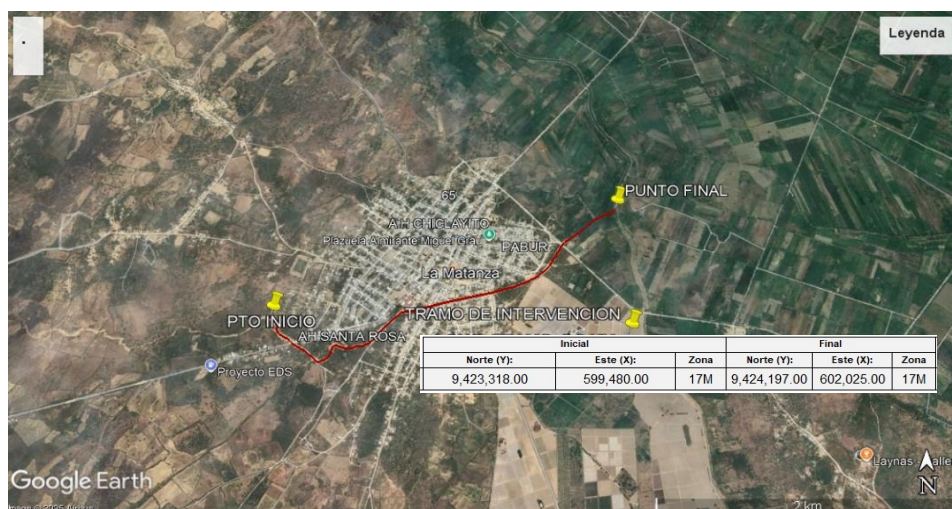 Leyenda
PUNTO FINAL
65
A.H. CHICLAYITO
Plazuela Almirante Miguel Grau
PABUR
La Matanza
PTO INICIO
TRAMO DE INTERVENCION
AH SANTA ROSA
Proyecto EDS
Inicial Final
Norte (Y): Este (X): Zona Norte (Y): Este (X): Zona
9,423,318.00 599,480.00 17M 9,424,197.00 602,025.00 17M
Laynas
Google Earth
N
2 km